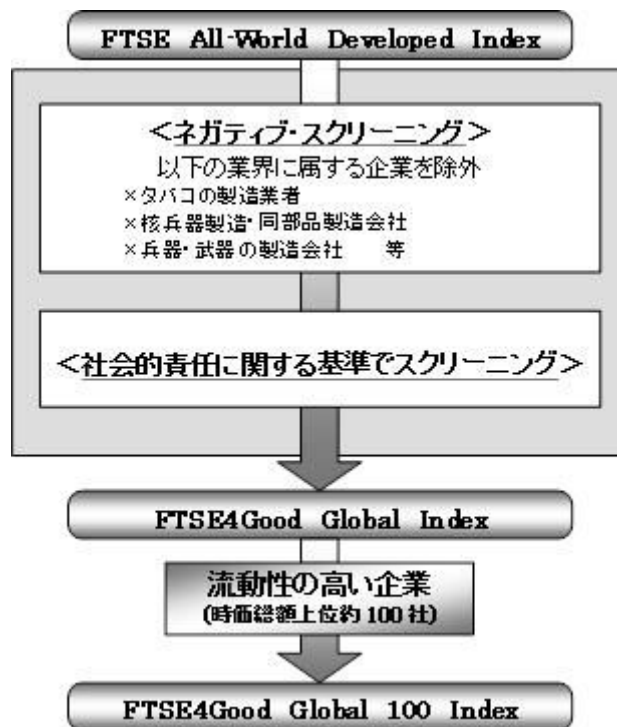 FTSE All-World Developed Index
＜ネガティブ・スクリーニング＞
以下の業界に属する企業を除外
×タバコの製造業者
×核兵器製造・同部品製造会社
×兵器・武器の製造会社　等
＜社会的責任に関する基準でスクリーニング＞
FTSE4Good Global Index
流動性の高い企業
(時価総額上位約100社)
FTSE4Good Global 100 Index